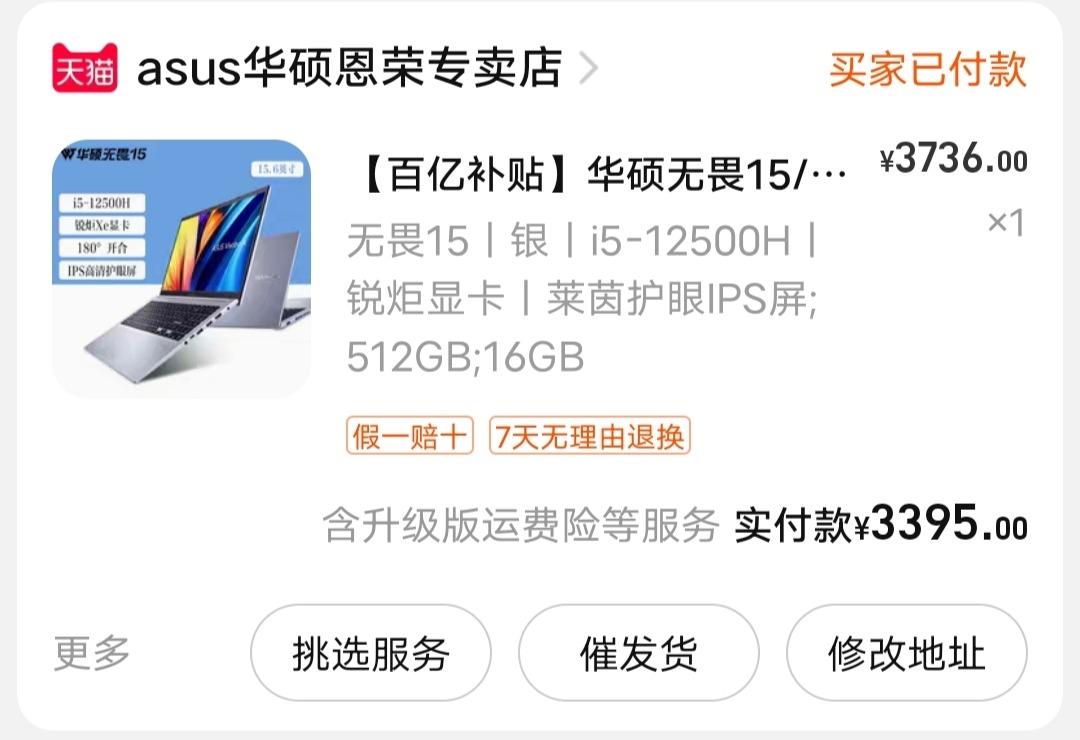 天猫 asus华硕恩荣专卖店 > 买家已付款
华硕无畏15
15.6英寸
i5-12500H
锐炬Xe显卡
180° 开合
IPS高清护眼屏
【百亿补贴】华硕无畏15/… ¥3736.00
×1
无畏15丨银丨i5-12500H丨
锐炬显卡丨莱茵护眼IPS屏;
512GB;16GB
假一赔十 7天无理由退换
含升级版运费险等服务 实付款¥3395.00
更多 挑选服务 催发货 修改地址